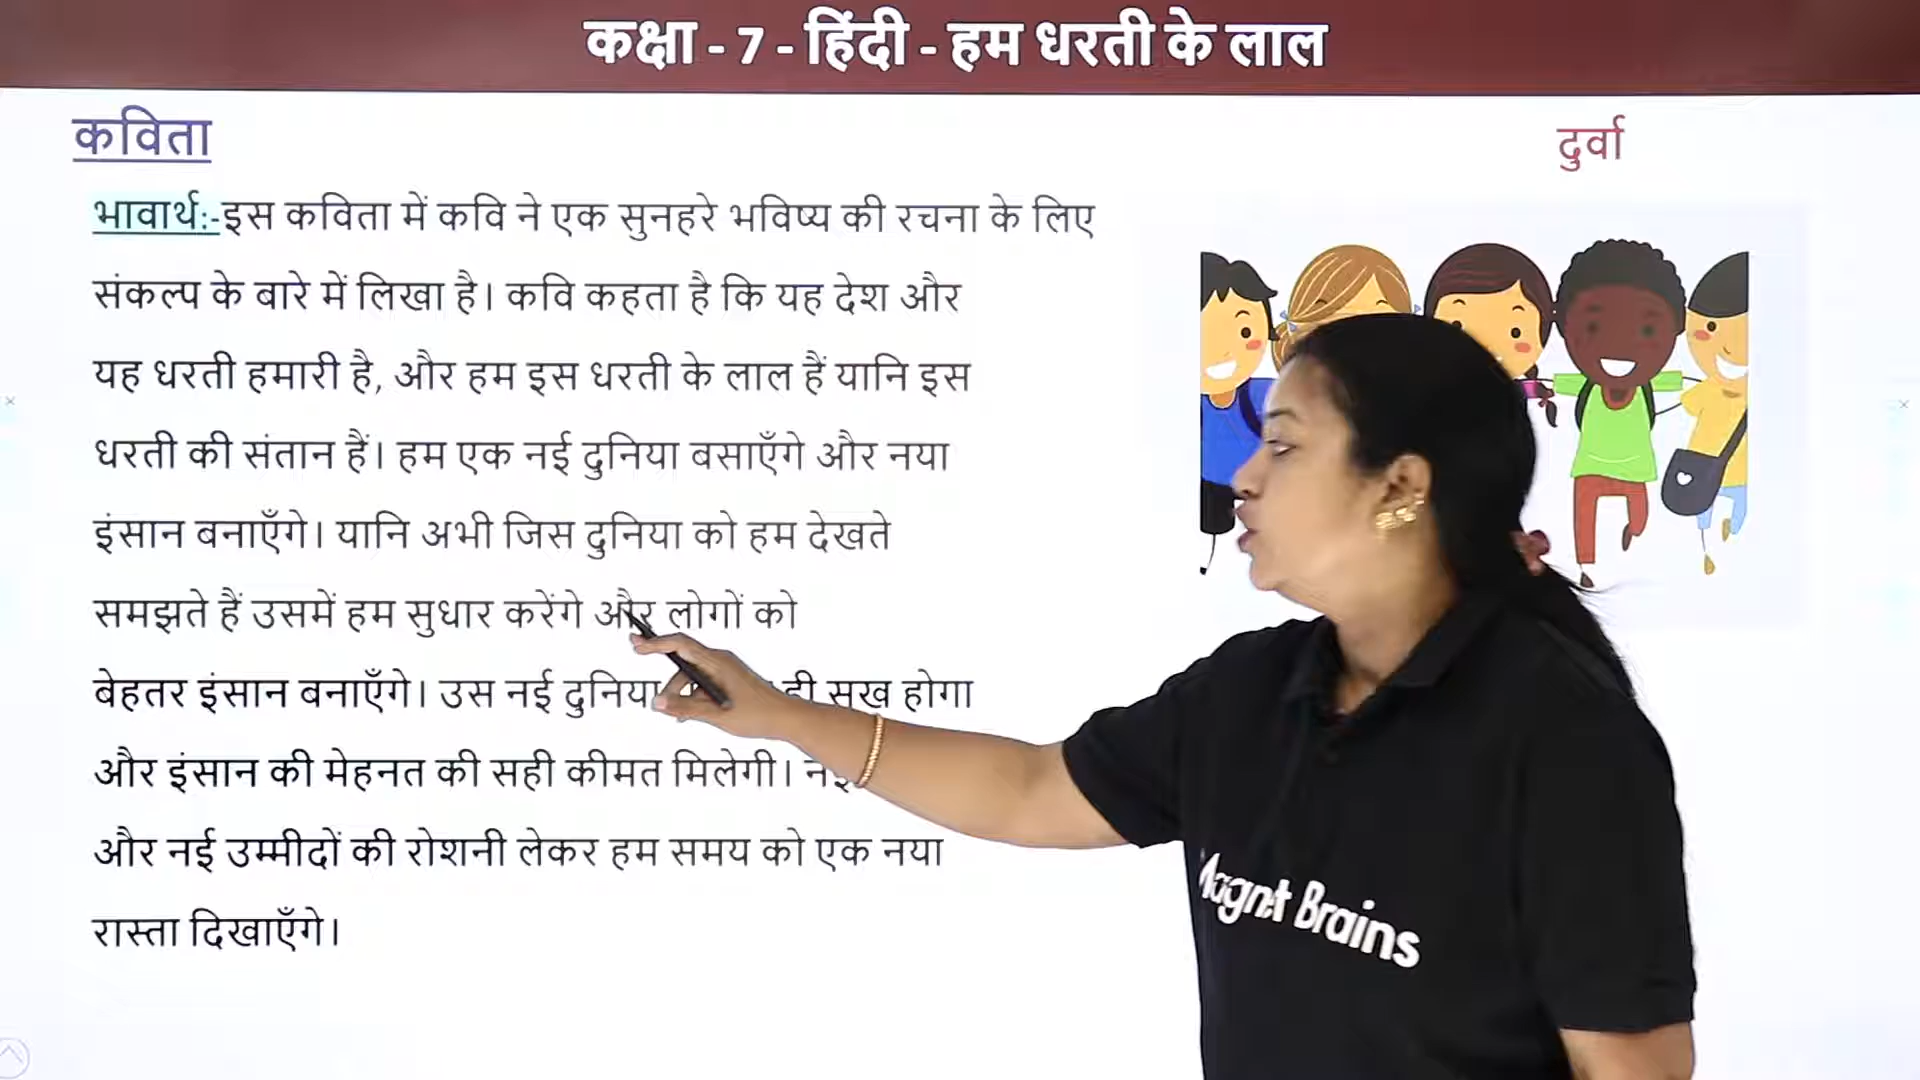 कक्षा - 7 - हिंदी - हम धरती के लाल
कविता
दुर्वा
भावार्थ:-इस कविता में कवि ने एक सुनहरे भविष्य की रचना के लिए
संकल्प के बारे में लिखा है। कवि कहता है कि यह देश और
यह धरती हमारी है, और हम इस धरती के लाल हैं यानि इस
धरती की संतान हैं। हम एक नई दुनिया बसाएँगे और नया
इंसान बनाएँगे। यानि अभी जिस दुनिया को हम देखते
समझते हैं उसमें हम सुधार करेंगे और लोगों को
बेहतर इंसान बनाएँगे। उस नई दुनिया ही सुख होगा
और इंसान की मेहनत की सही कीमत मिलेगी।
और नई उम्मीदों की रोशनी लेकर हम समय को एक नया
रास्ता दिखाएँगे।
Magnet Brains